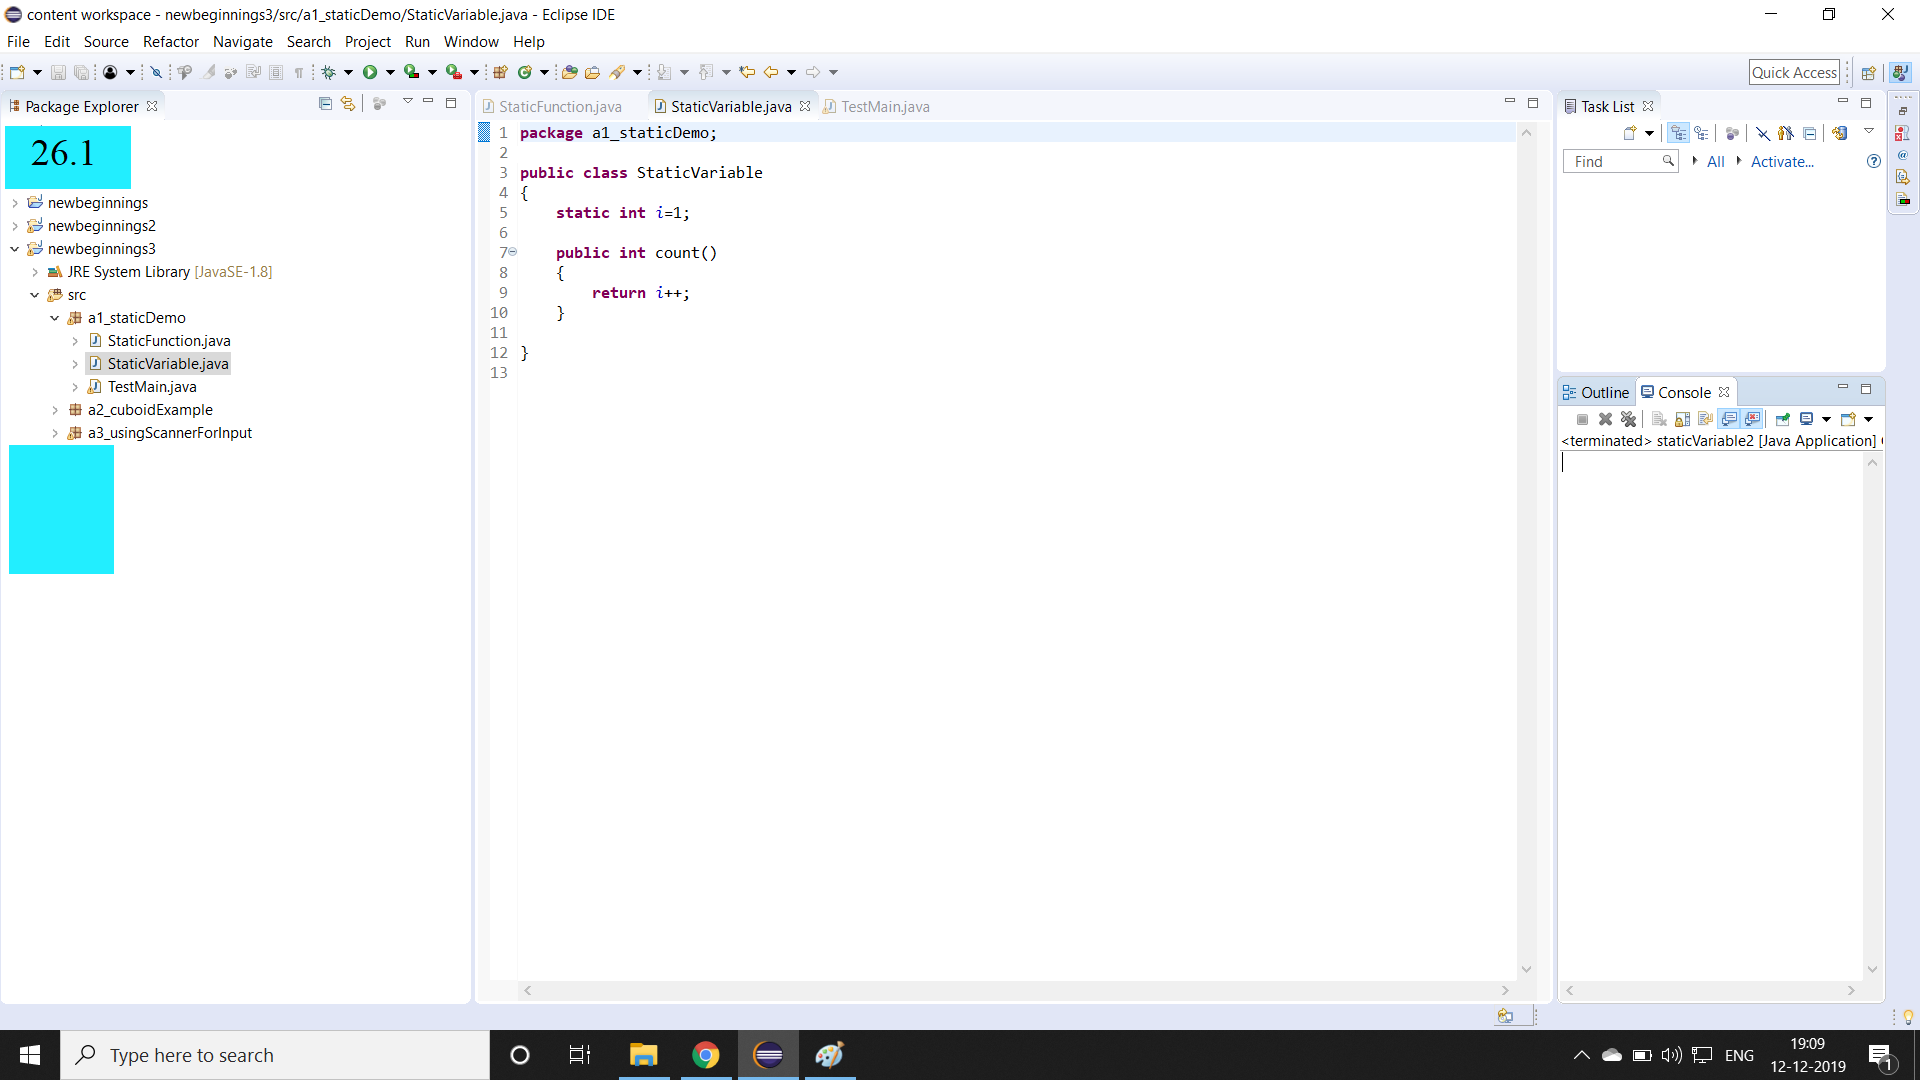 content workspace - newbeginnings3/src/a1_staticDemo/StaticVariable.java - Eclipse IDE
File Edit Source Refactor Navigate Search Project Run Window Help
Quick Access
Package Explorer
26.1
newbeginnings
newbeginnings2
newbeginnings3
JRE System Library [JavaSE-1.8]
src
a1_staticDemo
StaticFunction.java
StaticVariable.java
TestMain.java
a2_cuboidExample
a3_usingScannerForInput
StaticFunction.java StaticVariable.java TestMain.java
1 package a1_staticDemo;
2
3 public class StaticVariable
4 {
5     static int i=1;
6
7     public int count()
8     {
9         return i++;
10     }
11
12 }
13
Task List
Find All Activate...
Outline Console
<terminated> staticVariable2 [Java Application]
Type here to search
ENG
19:09
12-12-2019
1